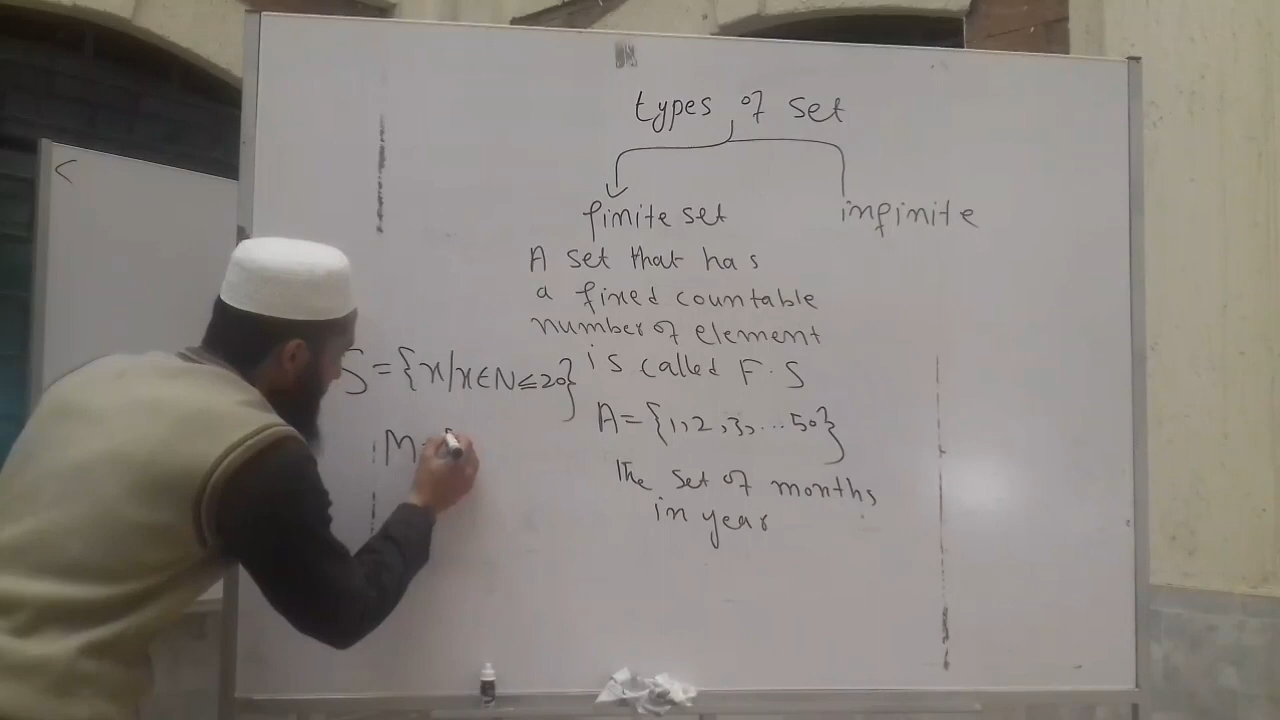 types of set
finite set
infinite
A set that has
a fixed countable
number of element
is called F.S
S={x/x∈N≤20}
A={1,2,3,...50}
M=
The set of months
in year